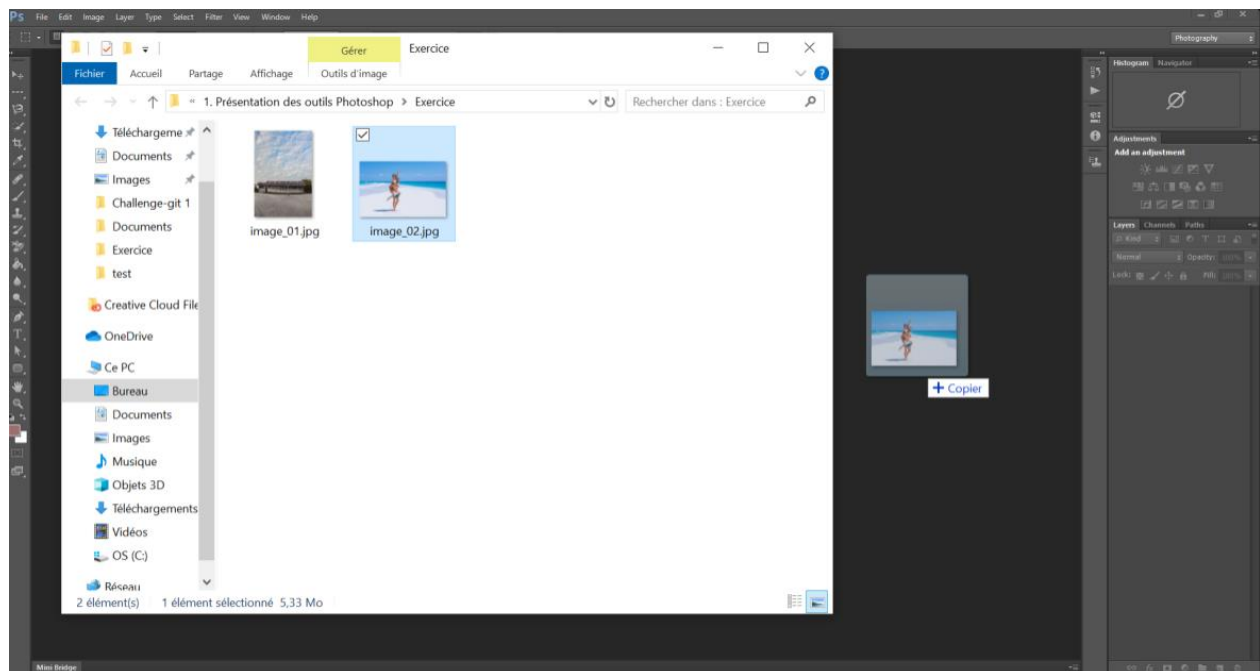 Ps File Edit Image Layer Type Select Filter View Window Help
Photography
Gérer Exercice
Fichier Accueil Partage Affichage Outils d'image
« 1. Présentation des outils Photoshop > Exercice
Rechercher dans : Exercice
Téléchargeme
Documents
Images
Challenge-git 1
Documents
Exercice
test
Creative Cloud File
OneDrive
Ce PC
Bureau
Documents
Images
Musique
Objets 3D
Téléchargements
Vidéos
OS (C:)
Réseau
image_01.jpg image_02.jpg
2 élément(s) 1 élément sélectionné 5,33 Mo
+ Copier
Histogram Navigator
Adjustments
Add an adjustment
Layers Channels Paths
Kind
Normal Opacity: 100%
Lock: Fill: 100%
Mini Bridge